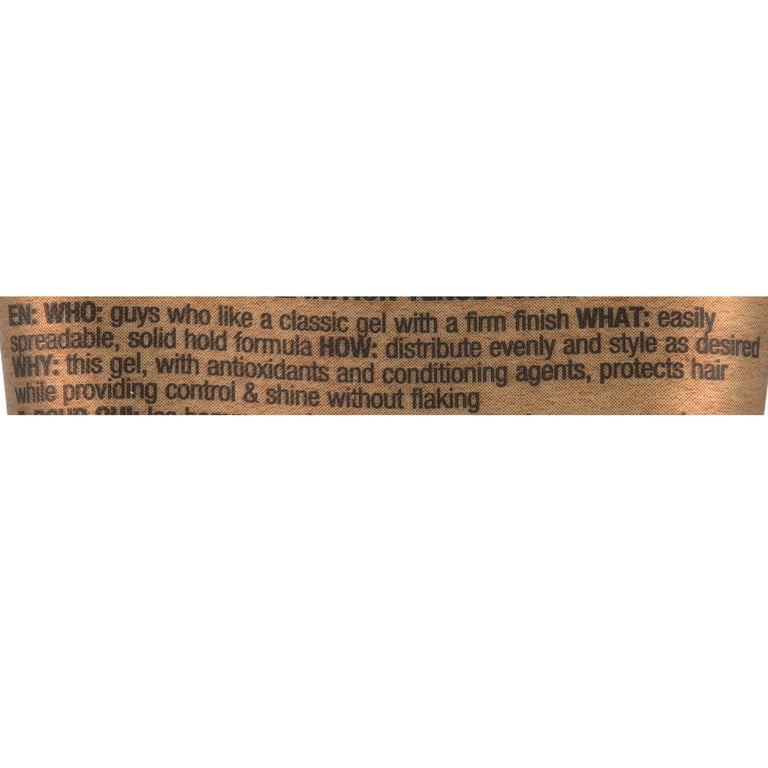 EN: WHO: guys who like a classic gel with a firm finish WHAT: easily
spreadable, solid hold formula HOW: distribute evenly and style as desired
WHY: this gel, with antioxidants and conditioning agents, protects hair
while providing control & shine without flaking